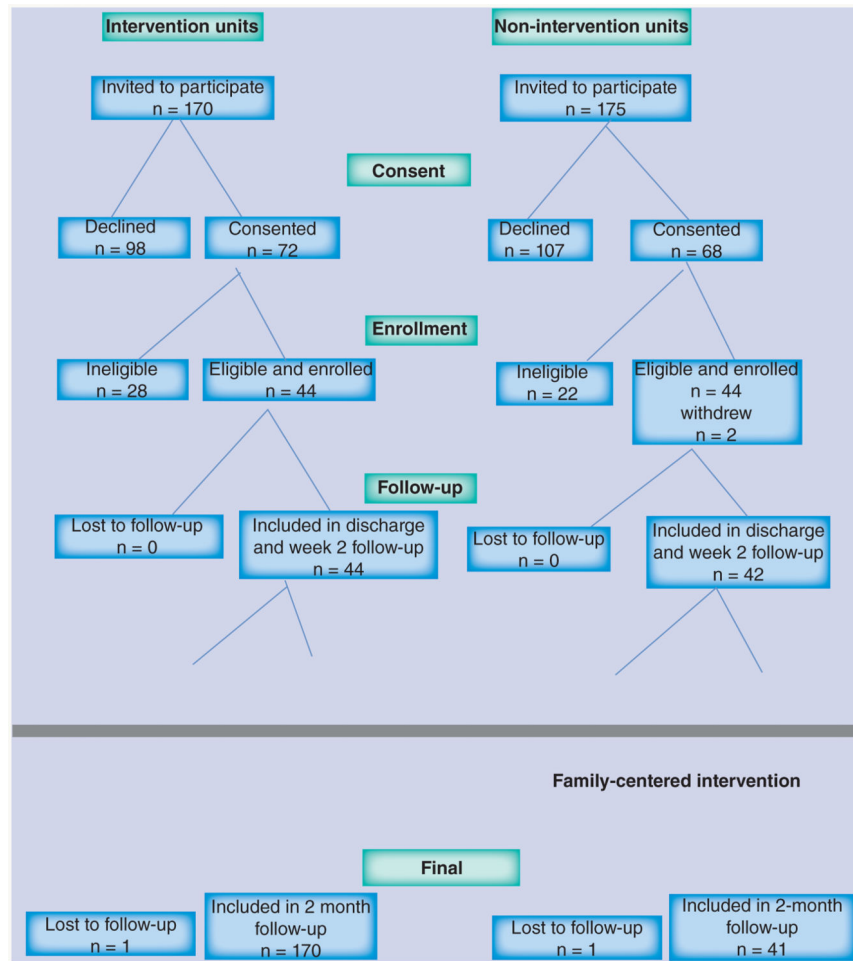 Intervention units
Non-intervention units
Invited to participate
n = 170
Invited to participate
n = 175
Consent
Declined
n = 98
Consented
n = 72
Declined
n = 107
Consented
n = 68
Enrollment
Ineligible
n = 28
Eligible and enrolled
n = 44
Ineligible
n = 22
Eligible and enrolled
n = 44
withdrew
n = 2
Follow-up
Lost to follow-up
n = 0
Included in discharge
and week 2 follow-up
n = 44
Lost to follow-up
n = 0
Included in discharge
and week 2 follow-up
n = 42
Family-centered intervention
Final
Lost to follow-up
n = 1
Included in 2 month
follow-up
n = 170
Lost to follow-up
n = 1
Included in 2-month
follow-up
n = 41